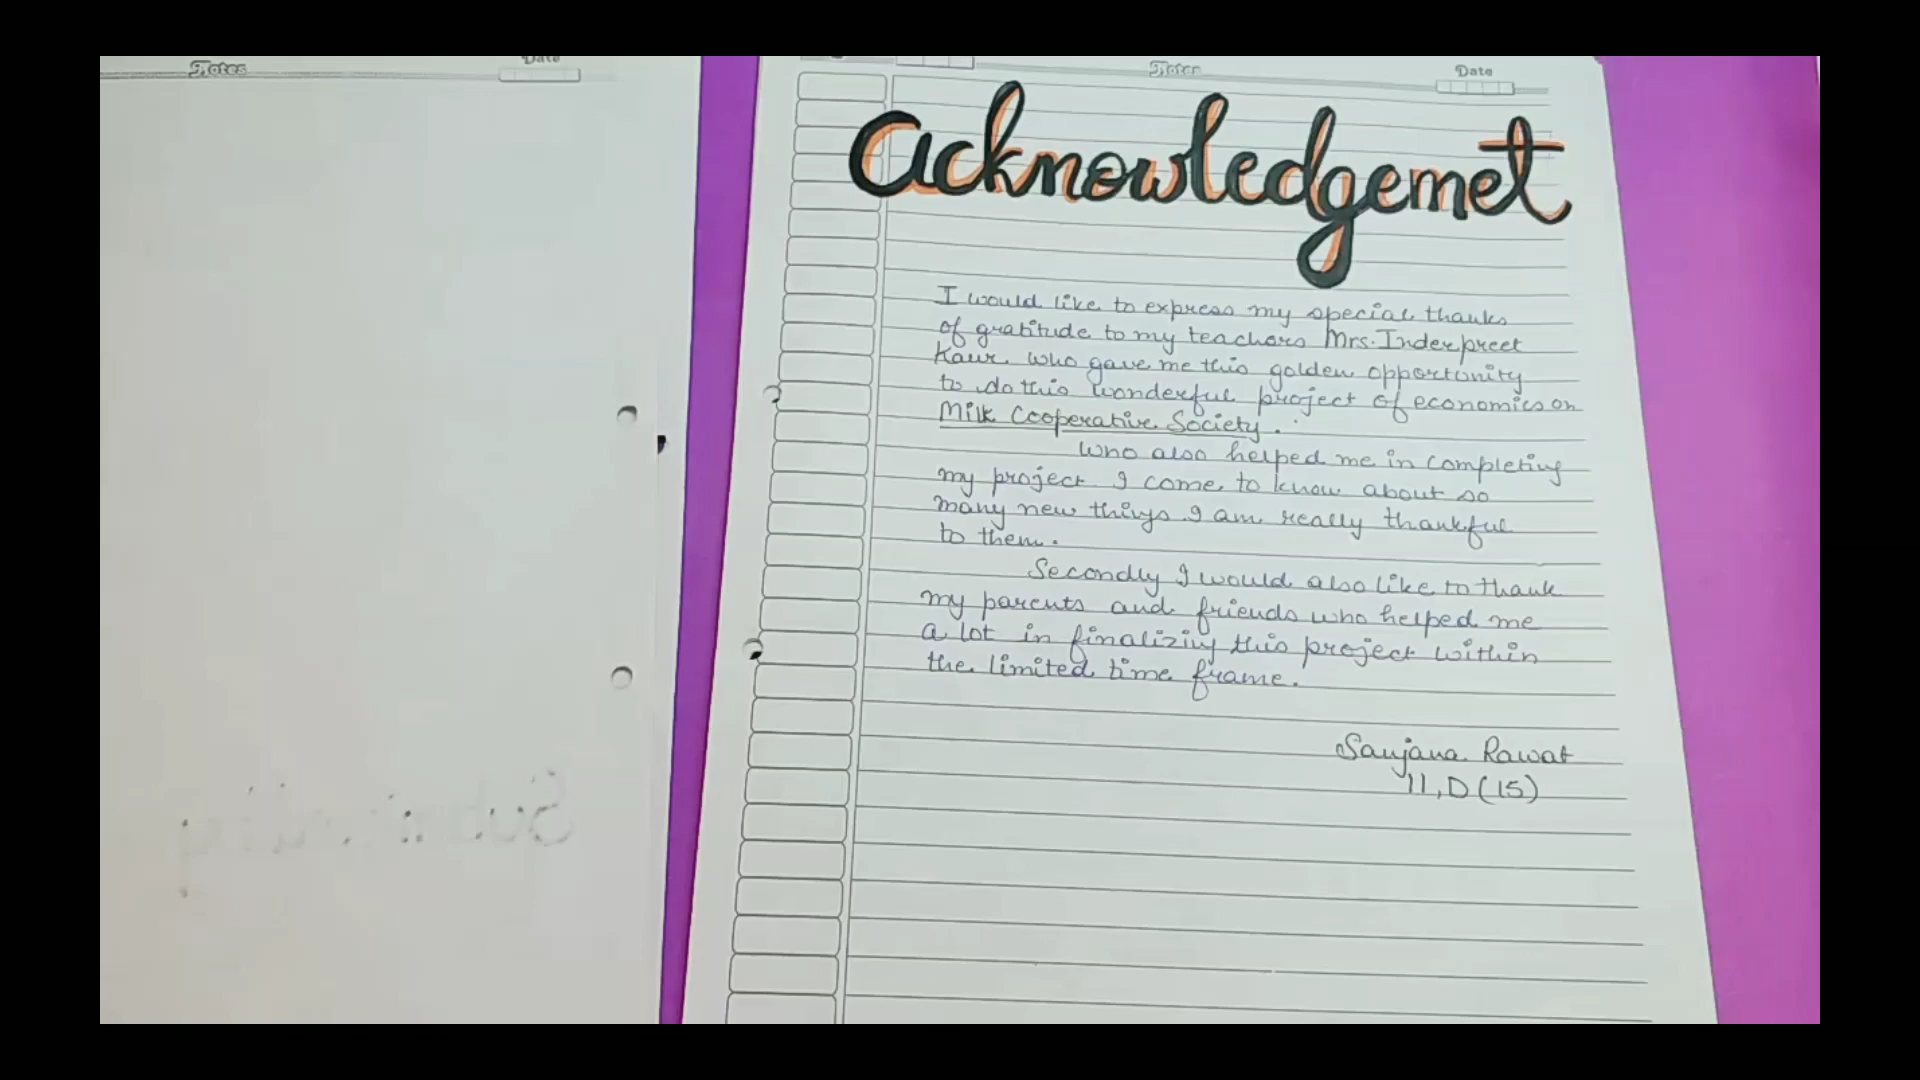 Notes
Date
Notes
Date
acknowledgemet
I would like to express my special thanks
of gratitude to my teachers Mrs. Inderpreet
Kaur who gave me this golden opportunity
to do this wonderful project of economics on
Milk Cooperative Society.
who also helped me in completing
my project I come to know about so
many new things I am really thankful
to them.
Secondly I would also like to thank
my parents and friends who helped me
a lot in finalizing this project within
the limited time frame.
Sanjana Rawat
11,D (15)